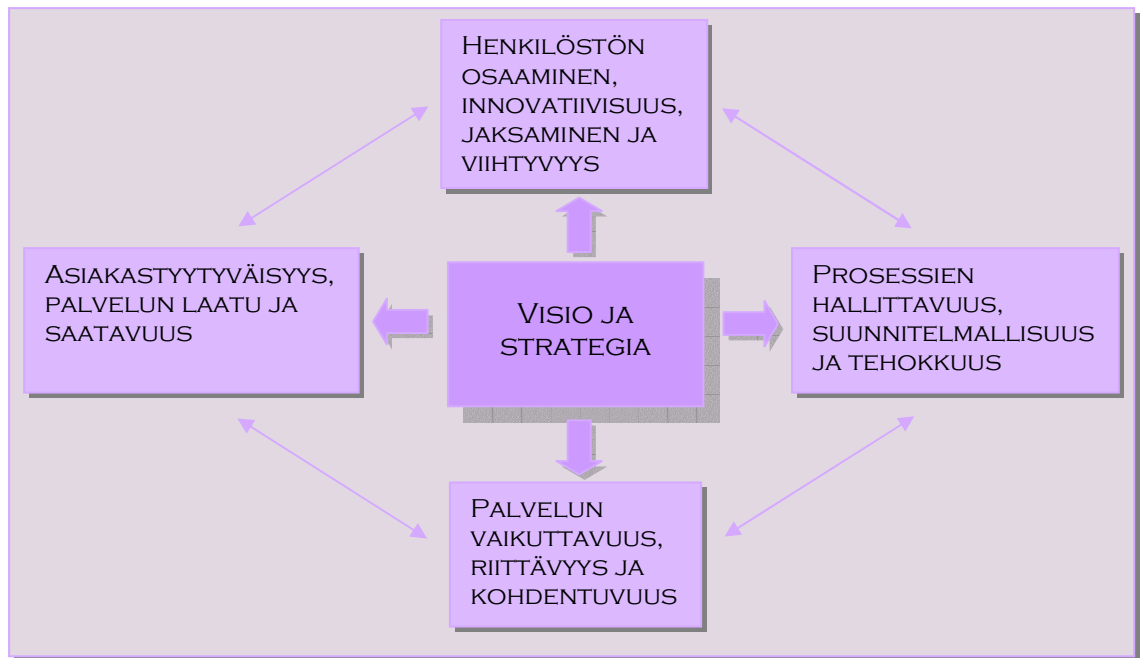 Henkilöstön
osaaminen,
innovatiivisuus,
jaksaminen ja
viihtyvyys
Asiakastyytyväisyys,
palvelun laatu ja
saatavuus
Visio ja
strategia
Prosessien
hallittavuus,
suunnitelmallisuus
ja tehokkuus
Palvelun
vaikuttavuus,
riittävyys ja
kohdentuvuus